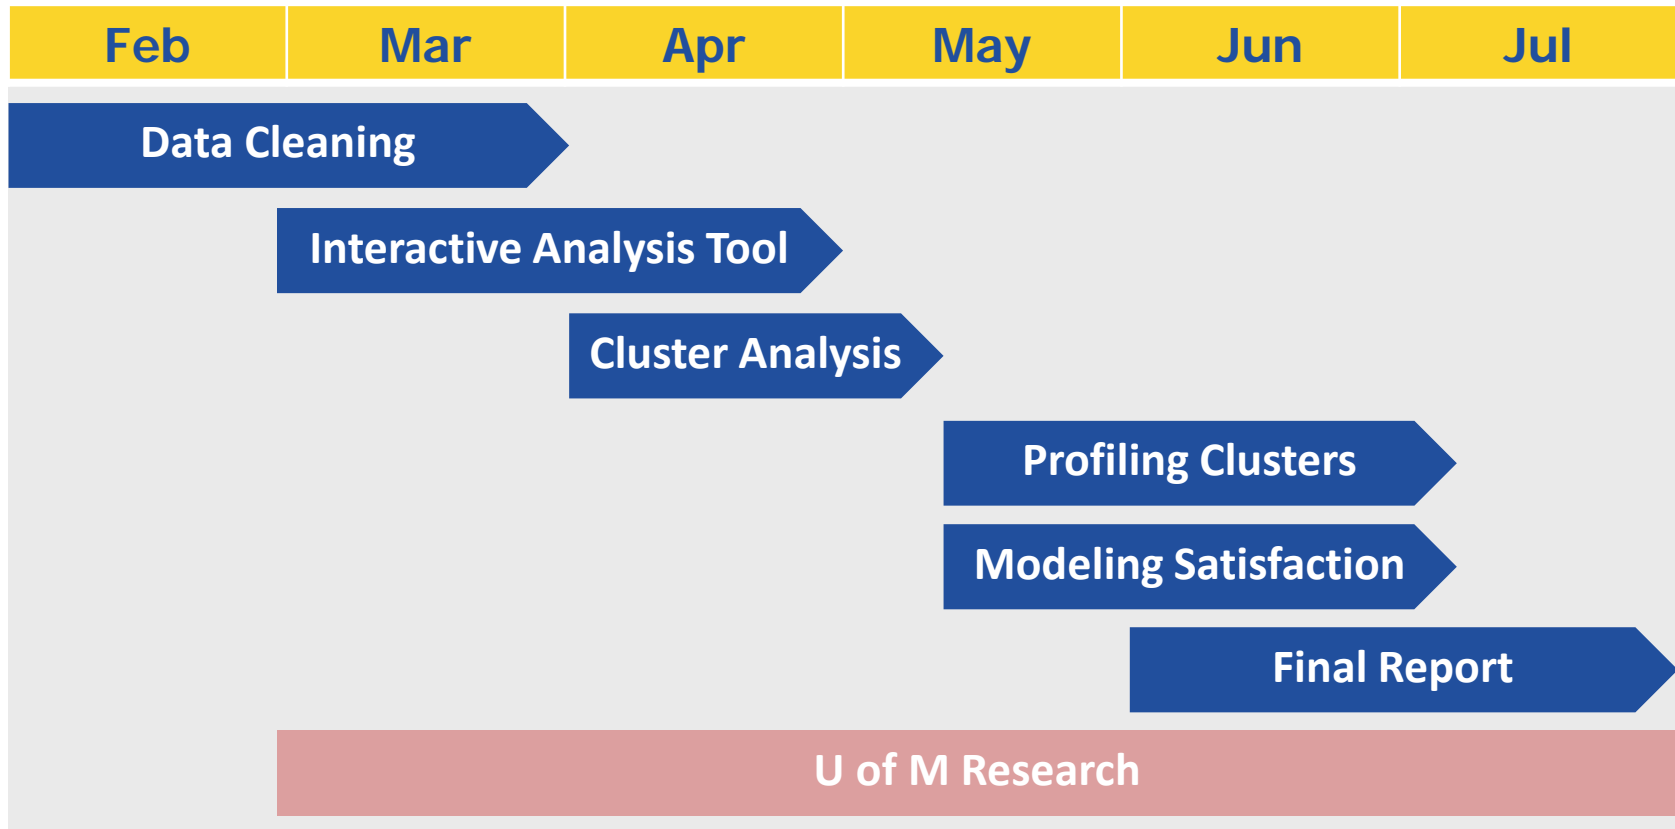 Feb Mar Apr May Jun Jul
Data Cleaning
Interactive Analysis Tool
Cluster Analysis
Profiling Clusters
Modeling Satisfaction
Final Report
U of M Research